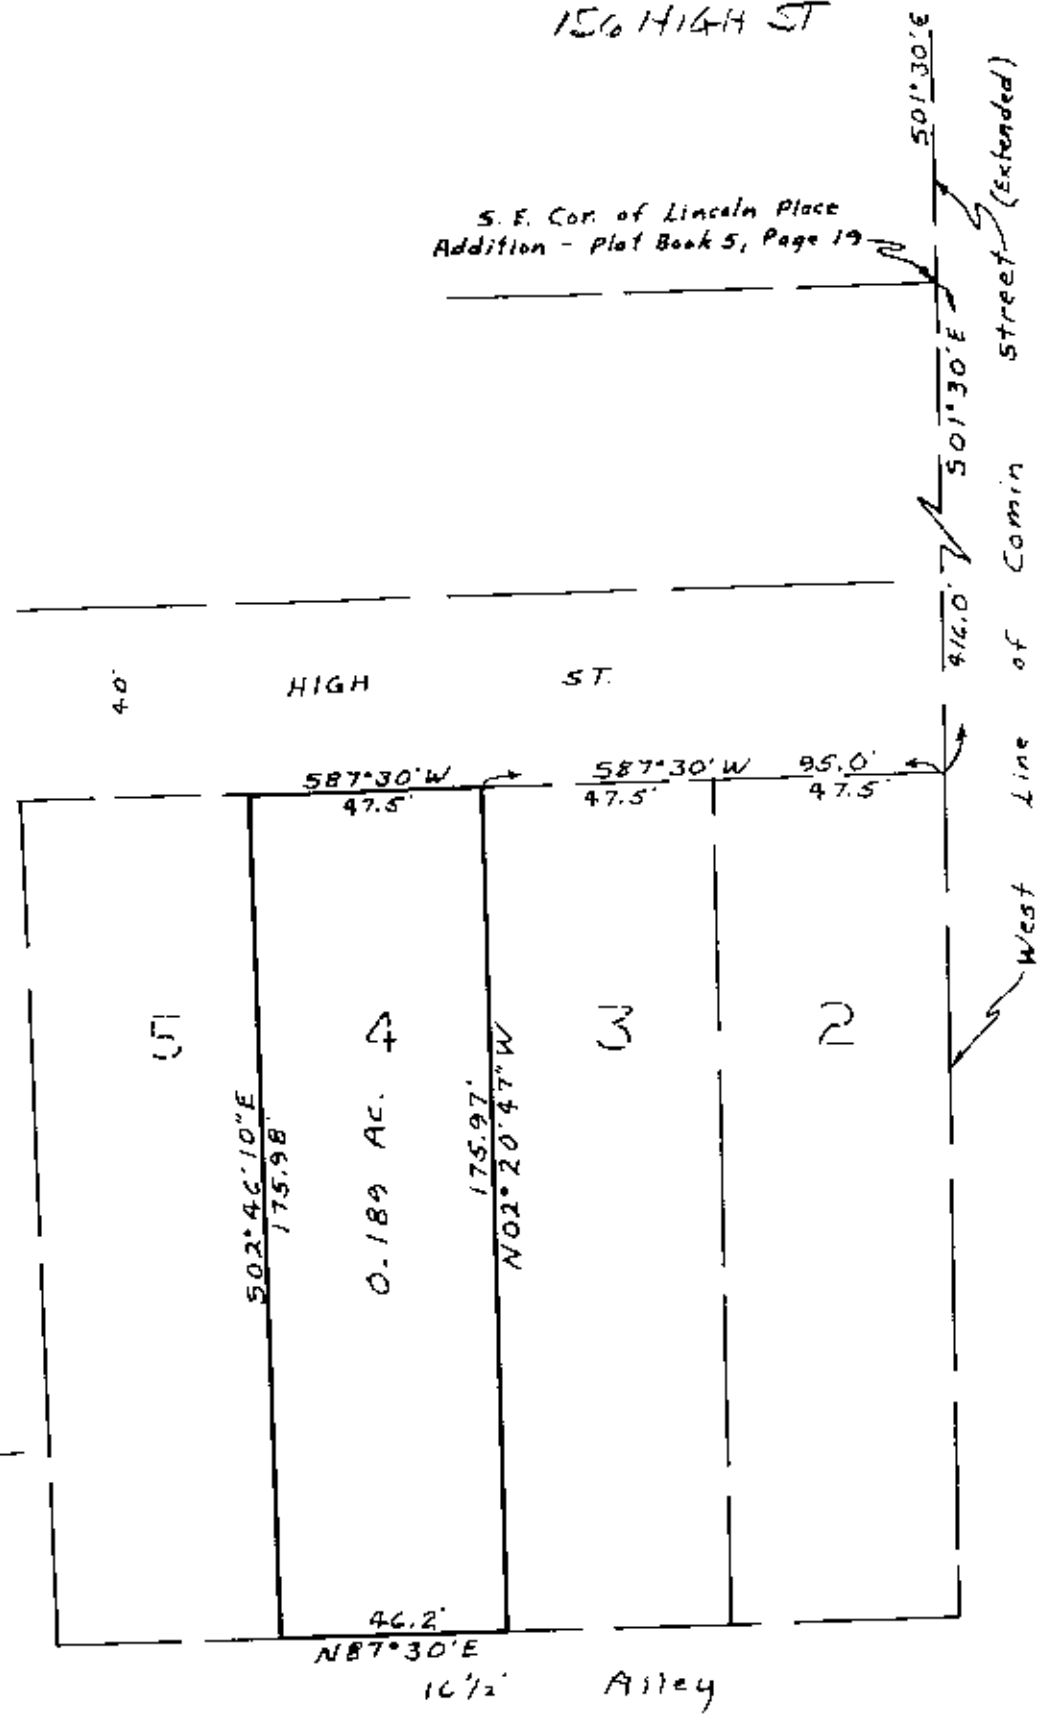 156 HIGH ST
S01°30'E
S. E. Cor. of Lincoln Place
Addition - Plat Book 5, Page 19
S01°30'E
416.0'
West Line of Comin street (Extended)
40'
HIGH ST.
S87°30'W
47.5'
S87°30'W
47.5'
95.0'
47.5'
5
4
3
2
0.189 Ac.
S02°46'10"E
175.98'
175.97'
N02°20'47"W
46.2'
N87°30'E
16 1/2' Alley